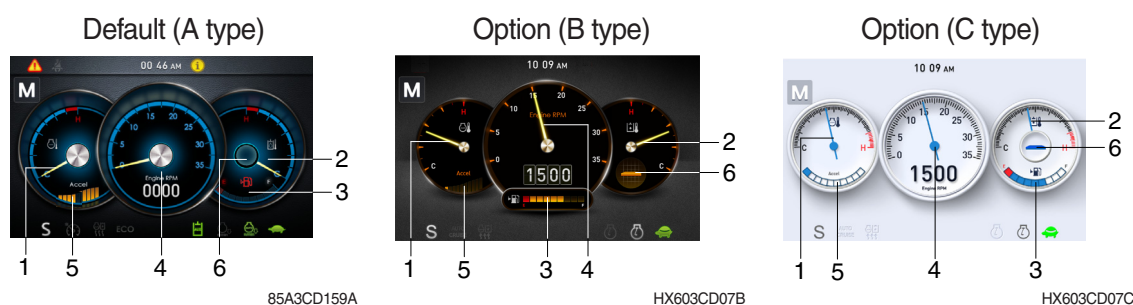 Default (A type)
Option (B type)
Option (C type)
00 46 AM
i
M
H
C
Accel
0
5
10
15
20
25
30
35
Engine RPM
0000
H
C
E
F
S
ECO
2
3
1
5
4
6
85A3CD159A
10 09 AM
M
H
C
Accel
0
5
10
15
20
25
30
35
Engine RPM
1500
H
C
E
F
S
AUTO
1
2
6
1
5
3
4
HX603CD07B
10 09 AM
M
C
H
Accel
0
5
10
15
20
25
30
35
1500
Engine RPM
C
H
E
F
S
AUTO
2
6
1
5
4
3
HX603CD07C